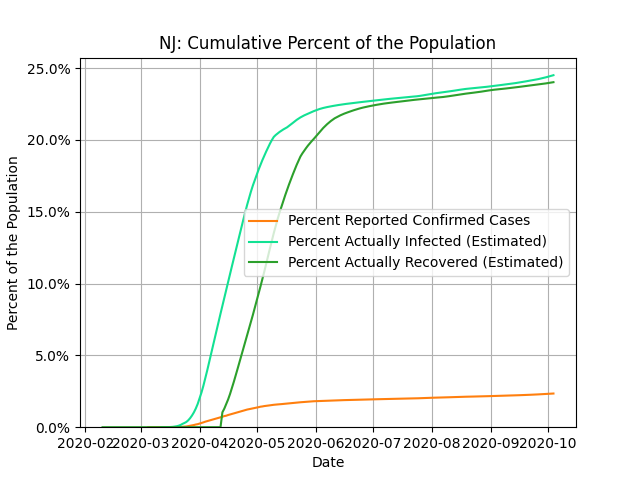 NJ: Cumulative Percent of the Population
25.0%
20.0%
15.0%
10.0%
5.0%
0.0%
Percent of the Population
Percent Reported Confirmed Cases
Percent Actually Infected (Estimated)
Percent Actually Recovered (Estimated)
2020-02 2020-03 2020-04 2020-05 2020-06 2020-07 2020-08 2020-09 2020-10
Date